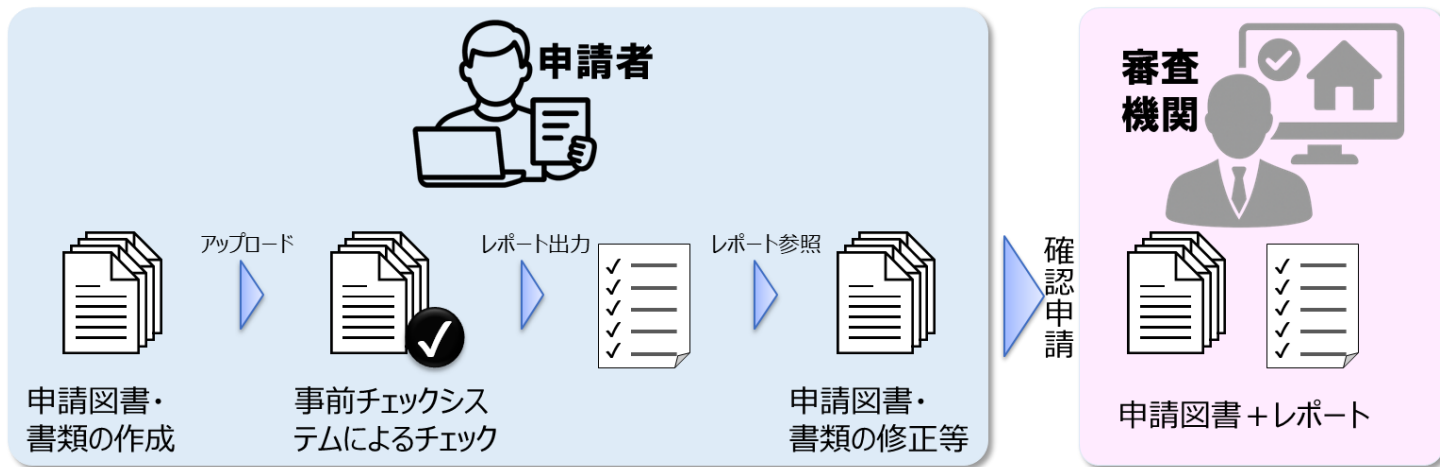 申請者
審査
機関
アップロード
レポート出力
レポート参照
確認申請
申請図書・
書類の作成
事前チェックシス
テムによるチェック
申請図書・
書類の修正等
申請図書+レポート